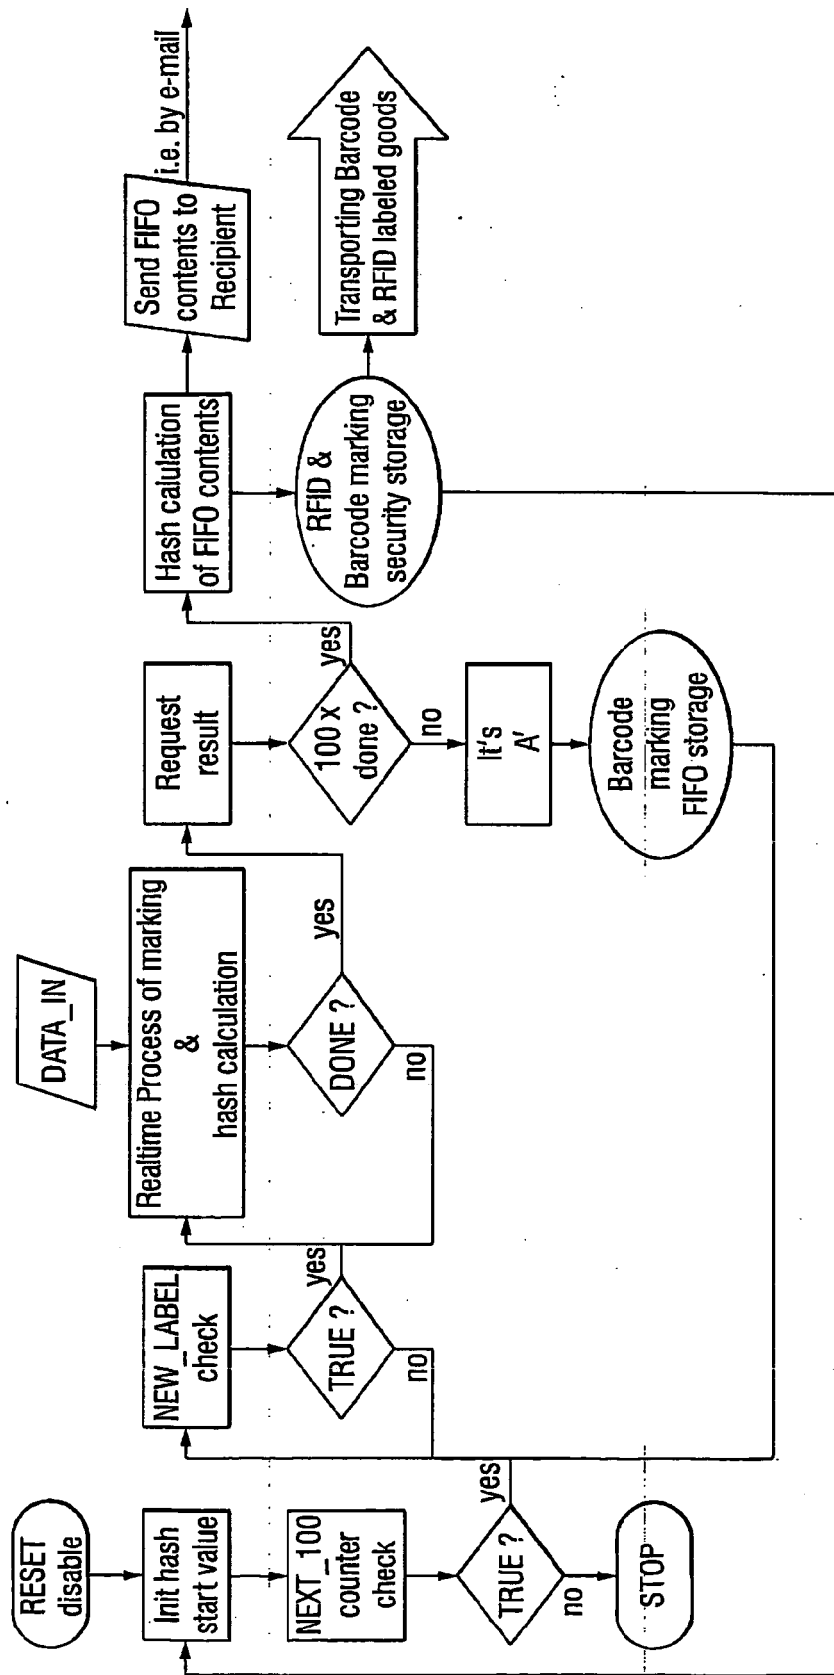 RESET
disable
Init hash
start value
NEXT_100
counter
check
TRUE ?
yes
no
STOP
NEW_LABEL
check
TRUE ?
yes
no
DATA_IN
Realtime Process of marking
&
hash calculation
DONE ?
yes
no
Request
result
100 x
done ?
yes
no
It's
A'
Barcode
marking
FIFO storage
Hash calulation
of FIFO contents
RFID &
Barcode marking
security storage
Send FIFO
contents to
Recipient
i.e. by e-mail
Transporting Barcode
& RFID labeled goods